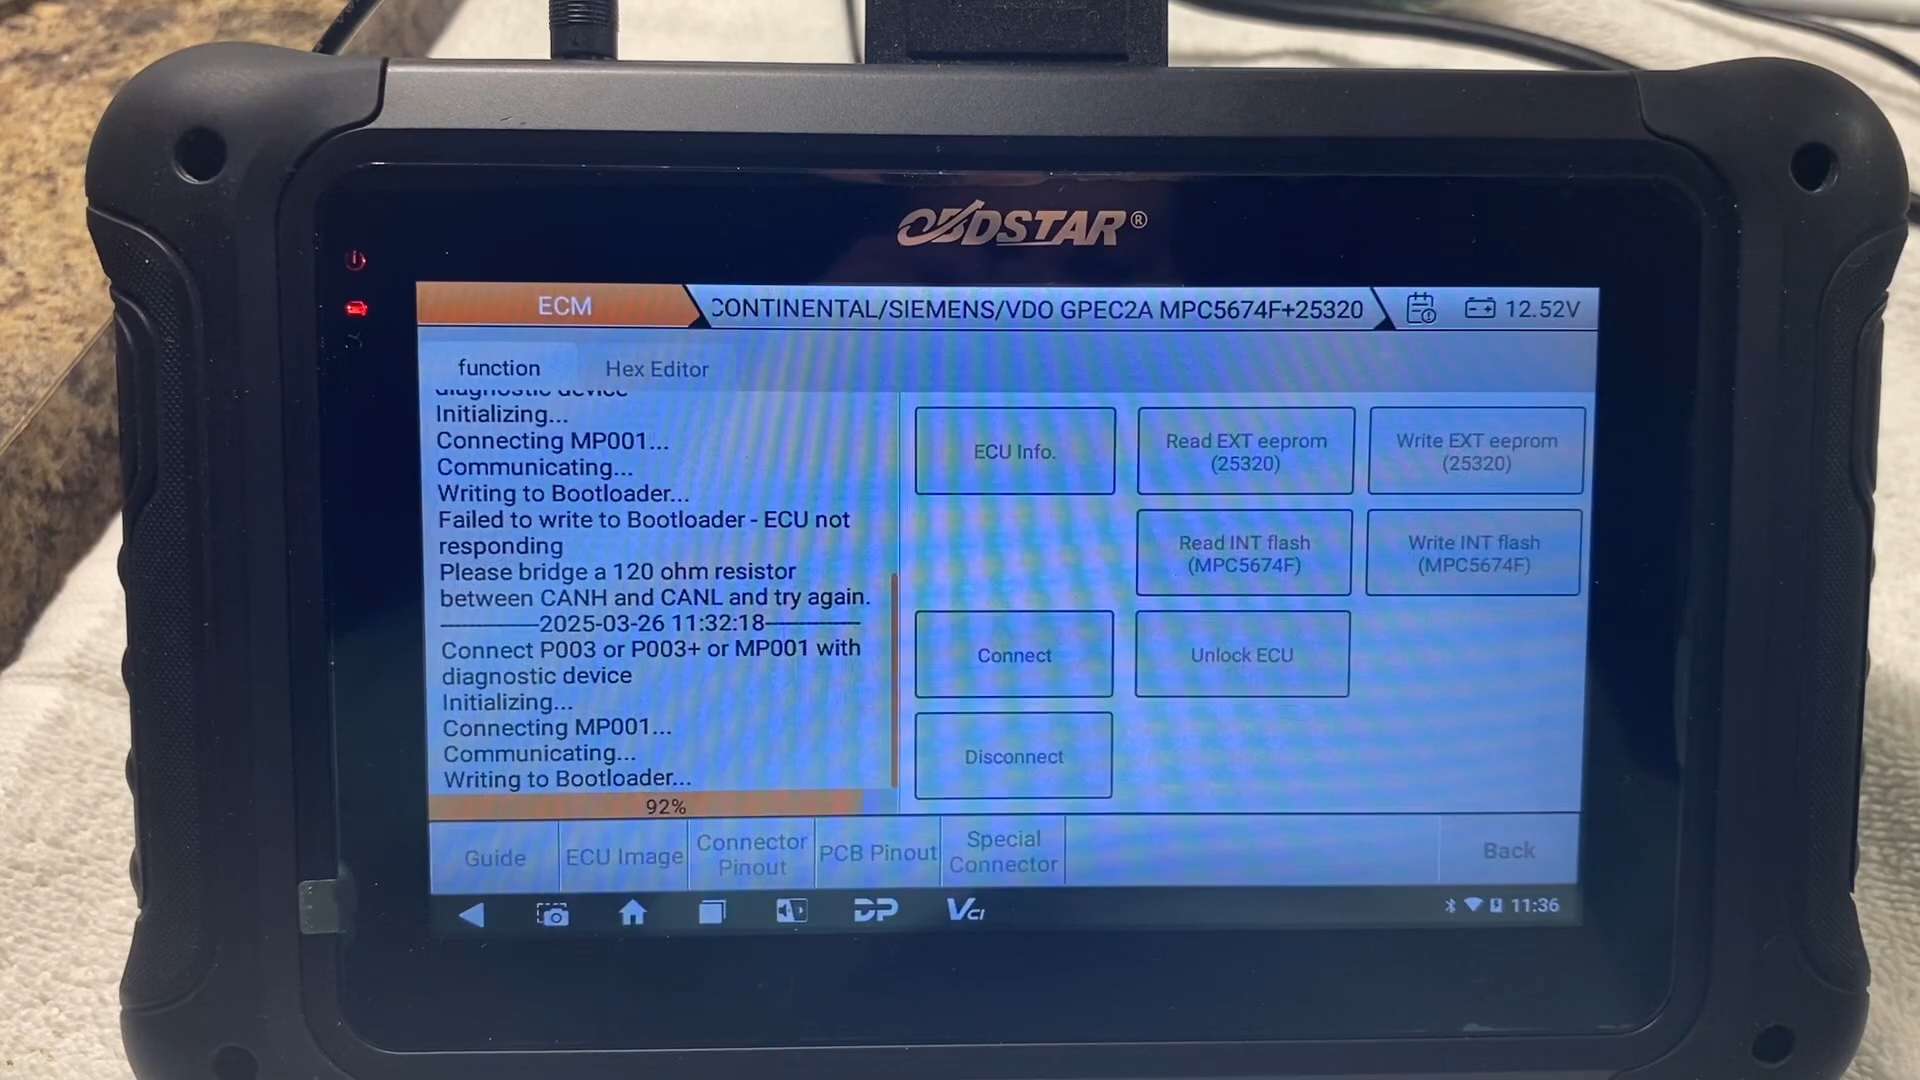 OBDSTAR®
ECM
CONTINENTAL/SIEMENS/VDO GPEC2A MPC5674F+25320
12.52V
function
Hex Editor
diagnostic device
Initializing...
Connecting MP001...
Communicating...
Writing to Bootloader...
Failed to write to Bootloader - ECU not
responding
Please bridge a 120 ohm resistor
between CANH and CANL and try again.
2025-03-26 11:32:18
Connect P003 or P003+ or MP001 with
diagnostic device
Initializing...
Connecting MP001...
Communicating...
Writing to Bootloader...
92%
ECU Info.
Read EXT eeprom
(25320)
Write EXT eeprom
(25320)
Read INT flash
(MPC5674F)
Write INT flash
(MPC5674F)
Connect
Unlock ECU
Disconnect
Guide
ECU Image
Connector
Pinout
PCB Pinout
Special
Connector
Back
DP
VCI
11:36